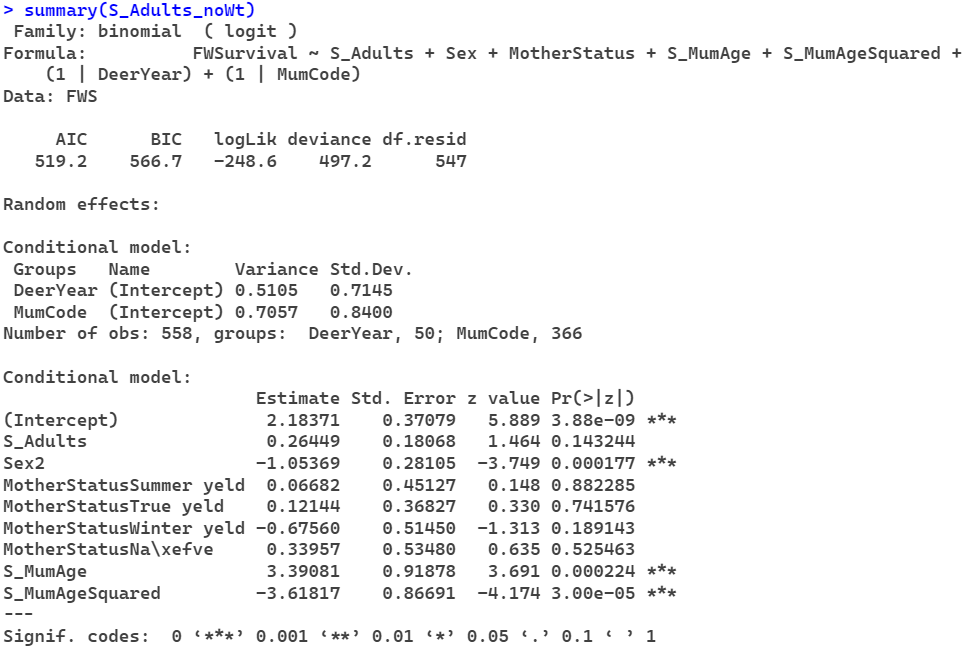 > summary(S_Adults_noWt)
 Family: binomial  ( logit )
Formula:          FWSurvival ~ S_Adults + Sex + MotherStatus + S_MumAge + S_MumAgeSquared +
    (1 | DeerYear) + (1 | MumCode)
Data: FWS
     AIC      BIC   logLik deviance df.resid
   519.2    566.7   -248.6    497.2      547
Random effects:
Conditional model:
 Groups   Name        Variance Std.Dev.
 DeerYear (Intercept) 0.5105   0.7145
 MumCode  (Intercept) 0.7057   0.8400
Number of obs: 558, groups:  DeerYear, 50; MumCode, 366
Conditional model:
                        Estimate Std. Error z value Pr(>|z|)
(Intercept)              2.18371    0.37079   5.889 3.88e-09 ***
S_Adults                 0.26449    0.18068   1.464 0.143244
Sex2                    -1.05369    0.28105  -3.749 0.000177 ***
MotherStatusSummer yeld  0.06682    0.45127   0.148 0.882285
MotherStatusTrue yeld    0.12144    0.36827   0.330 0.741576
MotherStatusWinter yeld -0.67560    0.51450  -1.313 0.189143
MotherStatusNa\xefve     0.33957    0.53480   0.635 0.525463
S_MumAge                 3.39081    0.91878   3.691 0.000224 ***
S_MumAgeSquared         -3.61817    0.86691  -4.174 3.00e-05 ***
---
Signif. codes:  0 ‘***’ 0.001 ‘**’ 0.01 ‘*’ 0.05 ‘.’ 0.1 ‘ ’ 1